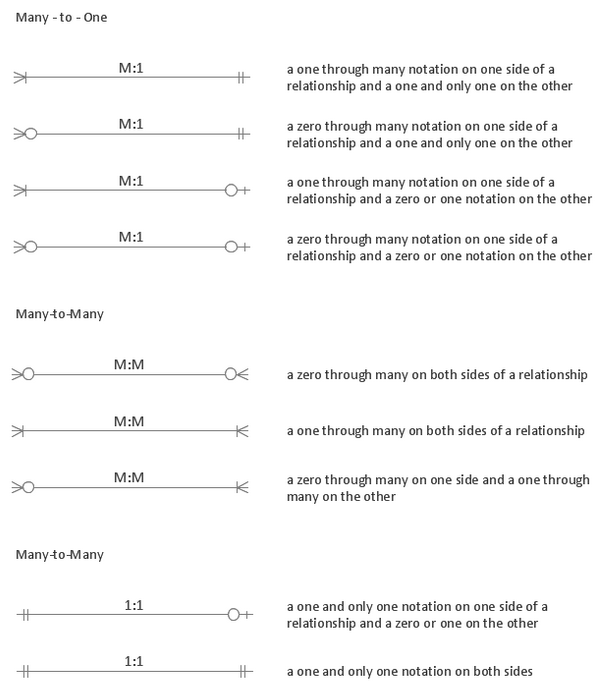 Many - to - One
M:1
a one through many notation on one side of a
relationship and a one and only one on the other
M:1
a zero through many notation on one side of a
relationship and a one and only one on the other
M:1
a one through many notation on one side of a
relationship and a zero or one notation on the other
M:1
a zero through many notation on one side of a
relationship and a zero or one notation on the other
Many-to-Many
M:M
a zero through many on both sides of a relationship
M:M
a one through many on both sides of a relationship
M:M
a zero through many on one side and a one through
many on the other
Many-to-Many
1:1
a one and only one notation on one side of a
relationship and a zero or one on the other
1:1
a one and only one notation on both sides